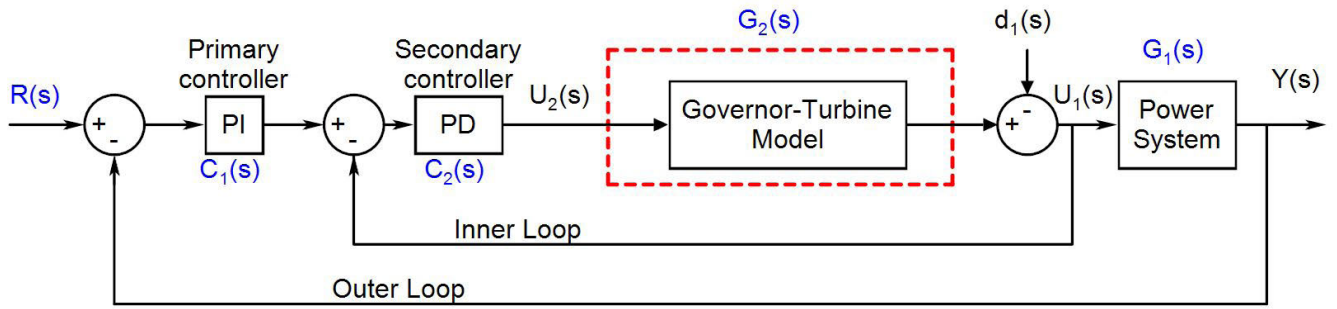 G₂(s)
d₁(s)
Primary
controller
Secondary
controller
G₁(s)
R(s)
U₂(s)
U₁(s)
Y(s)
+
-
PI
+
-
PD
Governor-Turbine
Model
+
-
Power
System
C₁(s)
C₂(s)
Inner Loop
Outer Loop